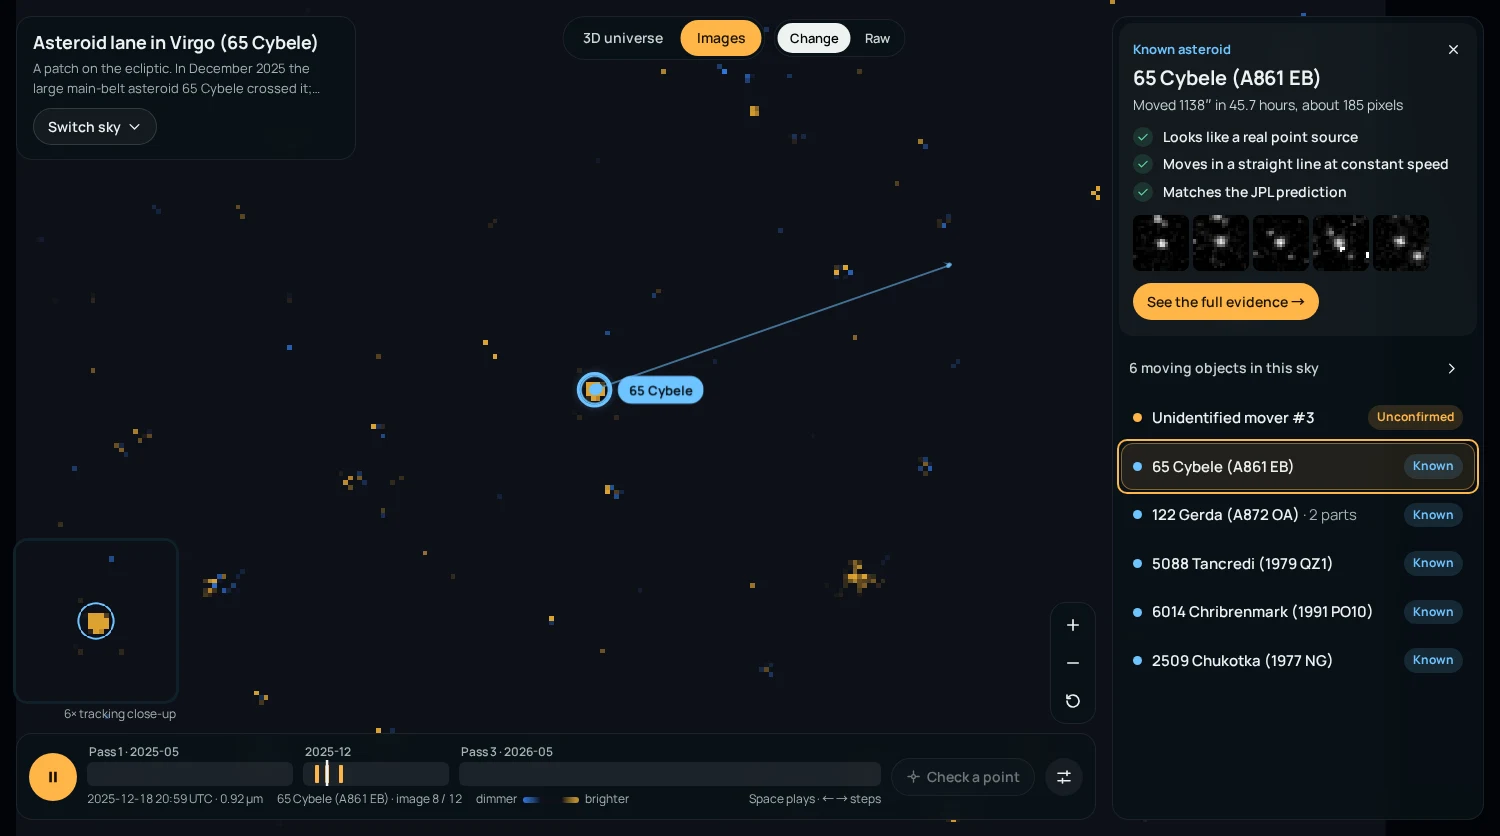 Asteroid lane in Virgo (65 Cybele)
A patch on the ecliptic. In December 2025 the
large main-belt asteroid 65 Cybele crossed it;...
Switch sky
3D universe
Images
Change
Raw
65 Cybele
6× tracking close-up
Pass 1 · 2025-05
2025-12
Pass 3 · 2026-05
2025-12-18 20:59 UTC · 0.92 µm
65 Cybele (A861 EB) · image 8 / 12
dimmer
brighter
Space plays · ← → steps
Check a point
Known asteroid
65 Cybele (A861 EB)
Moved 1138″ in 45.7 hours, about 185 pixels
Looks like a real point source
Moves in a straight line at constant speed
Matches the JPL prediction
See the full evidence →
6 moving objects in this sky
Unidentified mover #3 Unconfirmed
65 Cybele (A861 EB) Known
122 Gerda (A872 OA) · 2 parts Known
5088 Tancredi (1979 QZ1) Known
6014 Chribrenmark (1991 PO10) Known
2509 Chukotka (1977 NG) Known